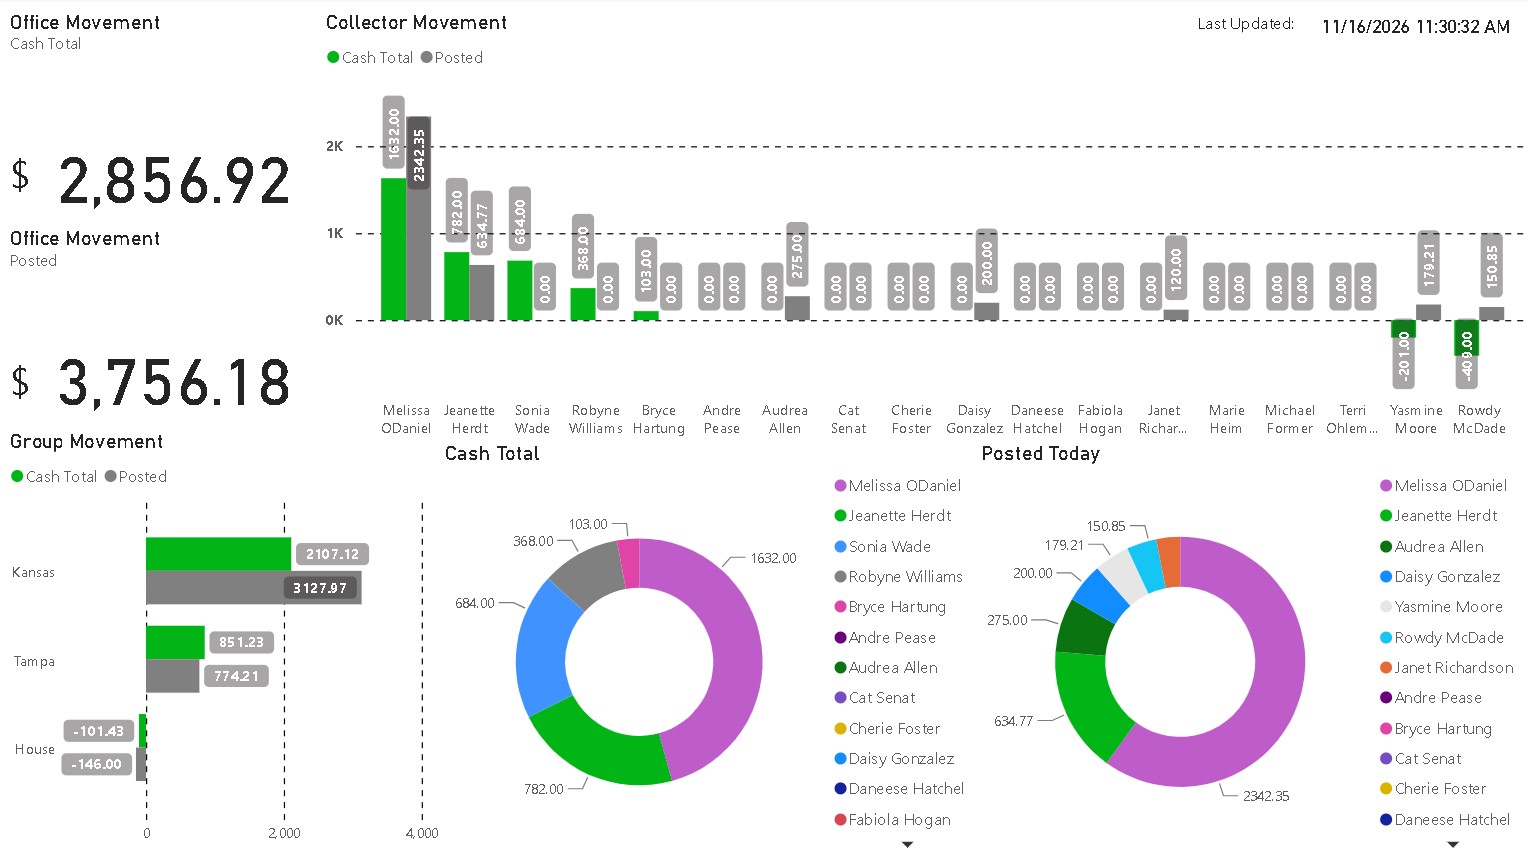 Office Movement
Cash Total
$ 2,856.92
Office Movement
Posted
$ 3,756.18
Collector Movement
Cash Total Posted
Last Updated: 11/16/2026 11:30:32 AM
2K
1K
0K
1632.00
2342.35
782.00
634.77
684.00
0.00
368.00
0.00
103.00
0.00
0.00
0.00
0.00
275.00
0.00
0.00
0.00
0.00
0.00
200.00
0.00
0.00
0.00
0.00
0.00
120.00
0.00
0.00
0.00
0.00
0.00
0.00
-201.00
179.21
-409.00
150.85
Melissa ODaniel
Jeanette Herdt
Sonia Wade
Robyne Williams
Bryce Hartung
Andre Pease
Audrea Allen
Cat Senat
Cherie Foster
Daisy Gonzalez
Daneese Hatchel
Fabiola Hogan
Janet Richar...
Marie Heim
Michael Former
Terri Ohlem...
Yasmine Moore
Rowdy McDade
Group Movement
Cash Total Posted
Kansas
2107.12
3127.97
Tampa
851.23
774.21
House
-101.43
-146.00
0
2,000
4,000
Cash Total
103.00
368.00
684.00
782.00
1632.00
Melissa ODaniel
Jeanette Herdt
Sonia Wade
Robyne Williams
Bryce Hartung
Andre Pease
Audrea Allen
Cat Senat
Cherie Foster
Daisy Gonzalez
Daneese Hatchel
Fabiola Hogan
Posted Today
150.85
179.21
200.00
275.00
634.77
2342.35
Melissa ODaniel
Jeanette Herdt
Audrea Allen
Daisy Gonzalez
Yasmine Moore
Rowdy McDade
Janet Richardson
Andre Pease
Bryce Hartung
Cat Senat
Cherie Foster
Daneese Hatchel